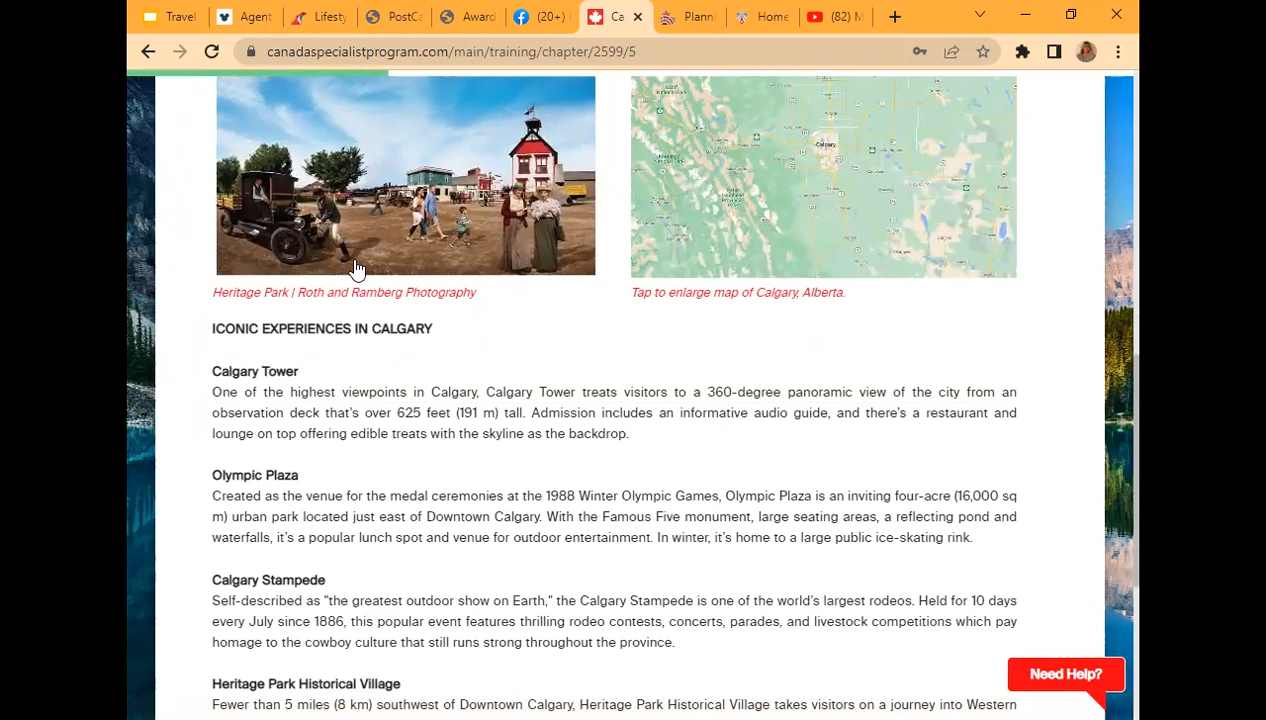 Travel Agent Lifesty PostCa Award (20+) Ca Planni Home (82) M
canadaspecialistprogram.com/main/training/chapter/2599/5
Calgary
Heritage Park | Roth and Ramberg Photography
Tap to enlarge map of Calgary, Alberta.
ICONIC EXPERIENCES IN CALGARY
Calgary Tower
One of the highest viewpoints in Calgary, Calgary Tower treats visitors to a 360-degree panoramic view of the city from an
observation deck that's over 625 feet (191 m) tall. Admission includes an informative audio guide, and there's a restaurant and
lounge on top offering edible treats with the skyline as the backdrop.
Olympic Plaza
Created as the venue for the medal ceremonies at the 1988 Winter Olympic Games, Olympic Plaza is an inviting four-acre (16,000 sq
m) urban park located just east of Downtown Calgary. With the Famous Five monument, large seating areas, a reflecting pond and
waterfalls, it's a popular lunch spot and venue for outdoor entertainment. In winter, it's home to a large public ice-skating rink.
Calgary Stampede
Self-described as "the greatest outdoor show on Earth," the Calgary Stampede is one of the world's largest rodeos. Held for 10 days
every July since 1886, this popular event features thrilling rodeo contests, concerts, parades, and livestock competitions which pay
homage to the cowboy culture that still runs strong throughout the province.
Need Help?
Heritage Park Historical Village
Fewer than 5 miles (8 km) southwest of Downtown Calgary, Heritage Park Historical Village takes visitors on a journey into Western